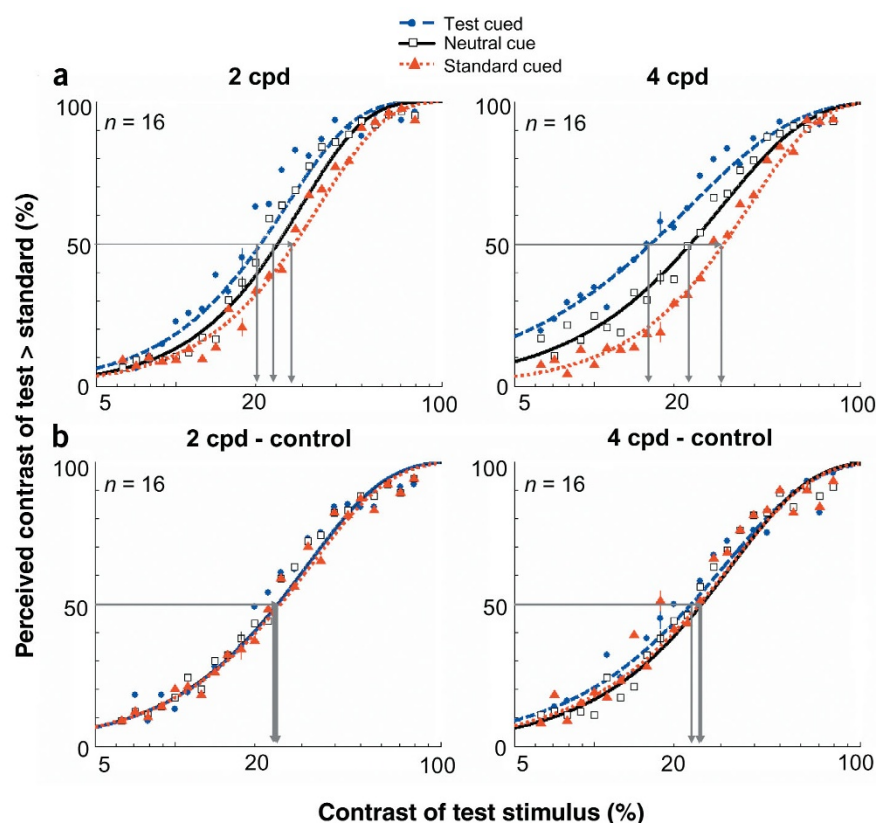 Test cued
Neutral cue
Standard cued
a
2 cpd
4 cpd
100
n = 16
50
0
5
20
100
100
n = 16
50
0
5
20
100
b
2 cpd - control
4 cpd - control
100
n = 16
50
0
5
20
100
100
n = 16
50
0
5
20
100
Perceived contrast of test > standard (%)
Contrast of test stimulus (%)